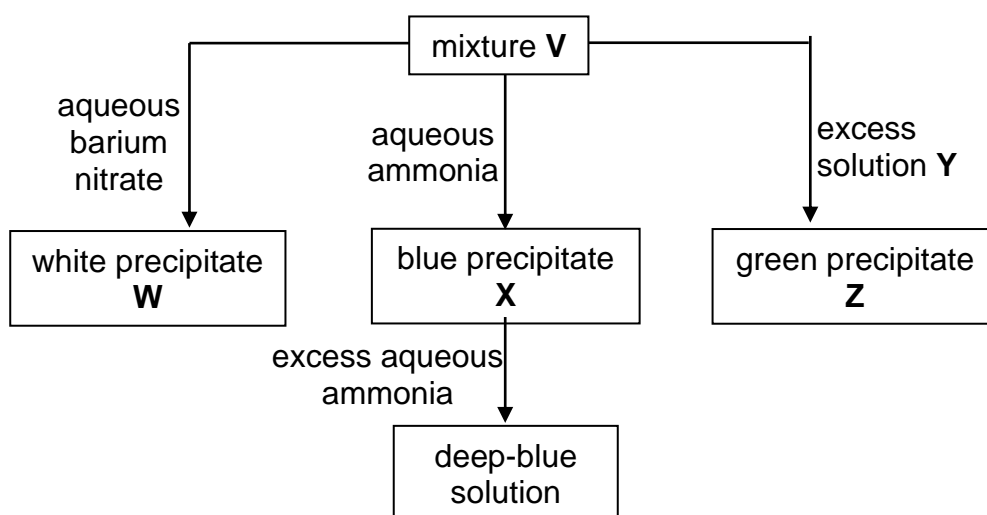 mixture V
aqueous
barium
nitrate
aqueous
ammonia
excess
solution Y
white precipitate
W
blue precipitate
X
green precipitate
Z
excess aqueous
ammonia
deep-blue
solution